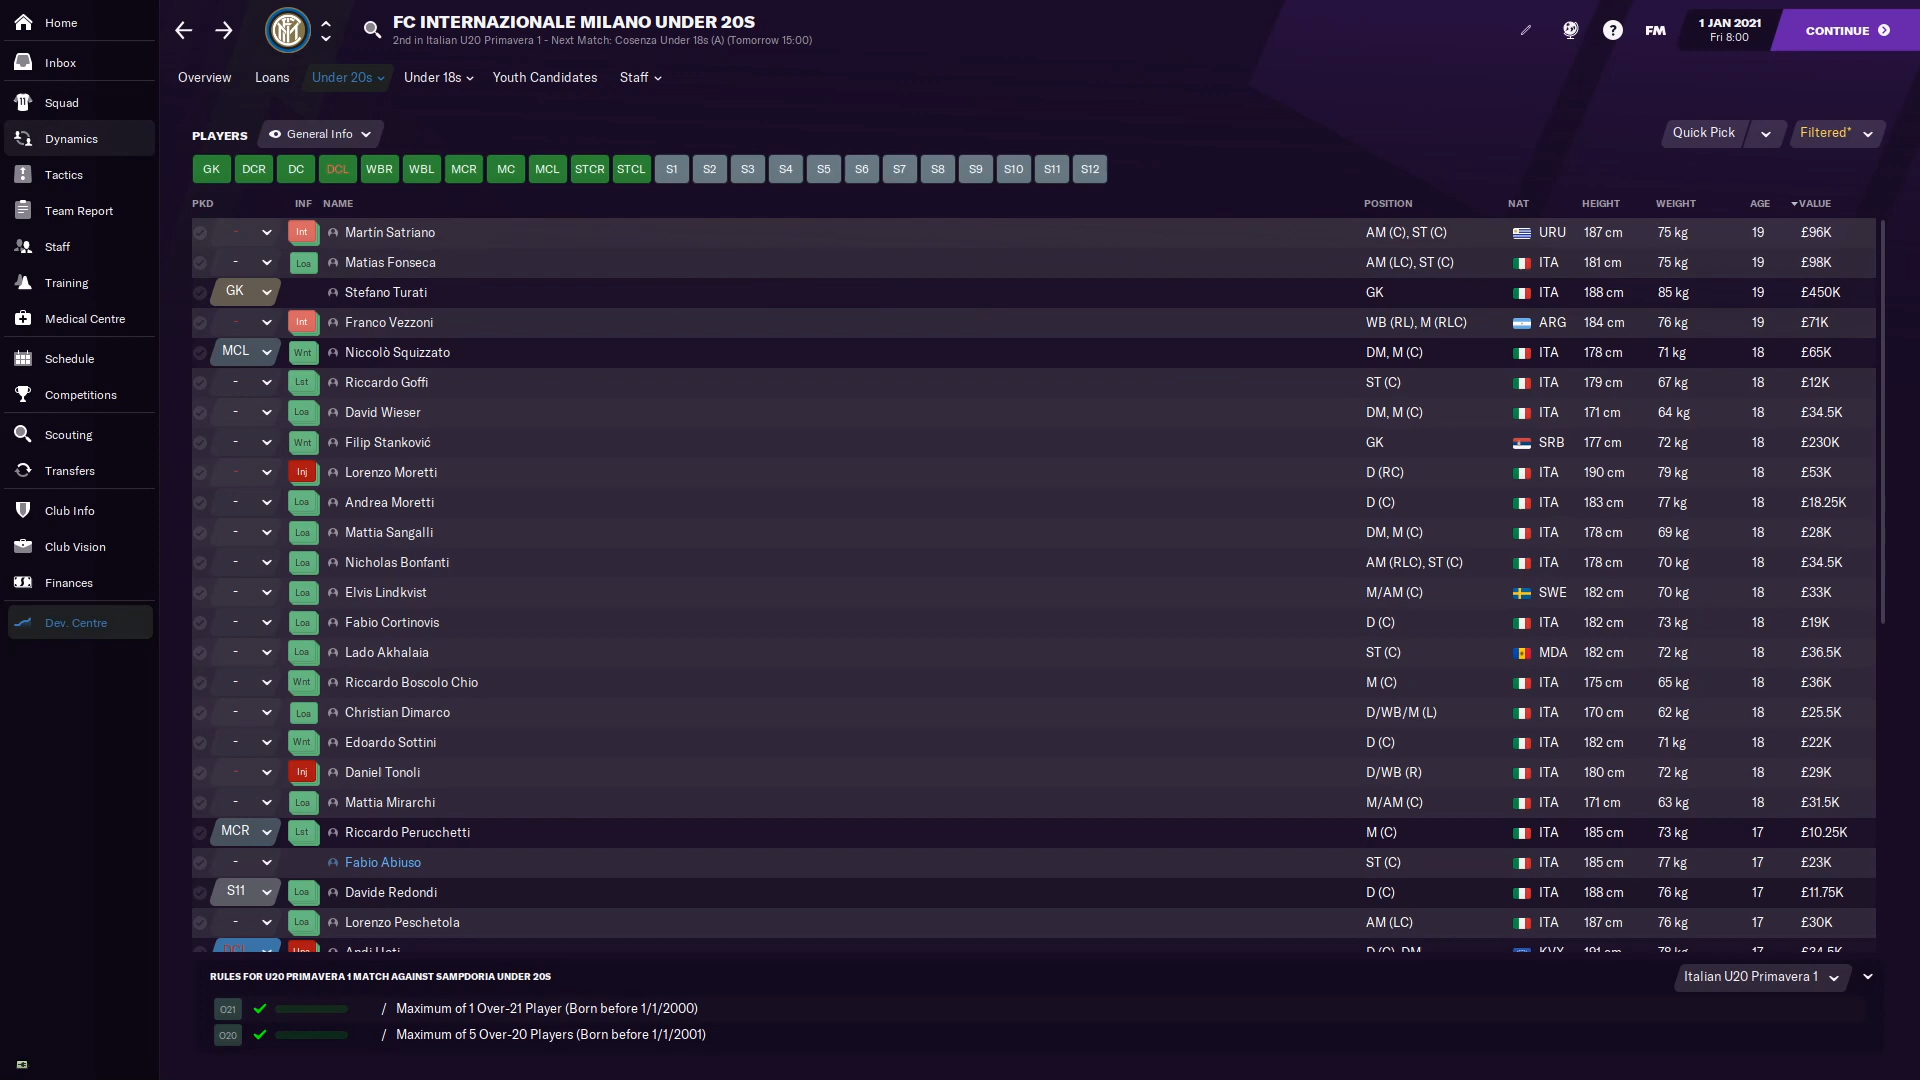 Home
Inbox
Squad
Dynamics
Tactics
Team Report
Staff
Training
Medical Centre
Schedule
Competitions
Scouting
Transfers
Club Info
Club Vision
Finances
Dev. Centre
FC INTERNAZIONALE MILANO UNDER 20S
2nd in Italian U20 Primavera 1 - Next Match: Cosenza Under 18s (A) (Tomorrow 15:00)
FM
1 JAN 2021
Fri 8:00
CONTINUE
Overview Loans Under 20s Under 18s Youth Candidates Staff
PLAYERS General Info Quick Pick Filtered*
GK DCR DC DCL WBR WBL MCR MC MCL STCR STCL S1 S2 S3 S4 S5 S6 S7 S8 S9 S10 S11 S12
PKD INF NAME POSITION NAT HEIGHT WEIGHT AGE VALUE
- Int Martín Satriano AM (C), ST (C) URU 187 cm 75 kg 19 £96K
- Loa Matias Fonseca AM (LC), ST (C) ITA 181 cm 75 kg 19 £98K
GK Stefano Turati GK ITA 188 cm 85 kg 19 £450K
- Int Franco Vezzoni WB (RL), M (RLC) ARG 184 cm 76 kg 19 £71K
MCL Wnt Niccolò Squizzato DM, M (C) ITA 178 cm 71 kg 18 £65K
- Lst Riccardo Goffi ST (C) ITA 179 cm 67 kg 18 £12K
- Loa David Wieser DM, M (C) ITA 171 cm 64 kg 18 £34.5K
- Wnt Filip Stanković GK SRB 177 cm 72 kg 18 £230K
- Inj Lorenzo Moretti D (RC) ITA 190 cm 79 kg 18 £53K
- Loa Andrea Moretti D (C) ITA 183 cm 77 kg 18 £18.25K
- Loa Mattia Sangalli DM, M (C) ITA 178 cm 69 kg 18 £28K
- Loa Nicholas Bonfanti AM (RLC), ST (C) ITA 178 cm 70 kg 18 £34.5K
- Loa Elvis Lindkvist M/AM (C) SWE 182 cm 70 kg 18 £33K
- Loa Fabio Cortinovis D (C) ITA 182 cm 73 kg 18 £19K
- Loa Lado Akhalaia ST (C) MDA 182 cm 72 kg 18 £36.5K
- Wnt Riccardo Boscolo Chio M (C) ITA 175 cm 65 kg 18 £36K
- Loa Christian Dimarco D/WB/M (L) ITA 170 cm 62 kg 18 £25.5K
- Wnt Edoardo Sottini D (C) ITA 182 cm 71 kg 18 £22K
- Inj Daniel Tonoli D/WB (R) ITA 180 cm 72 kg 18 £29K
- Loa Mattia Mirarchi M/AM (C) ITA 171 cm 63 kg 18 £31.5K
MCR Lst Riccardo Perucchetti M (C) ITA 185 cm 73 kg 17 £10.25K
- Fabio Abiuso ST (C) ITA 185 cm 77 kg 17 £23K
S11 Loa Davide Redondi D (C) ITA 188 cm 76 kg 17 £11.75K
- Loa Lorenzo Peschetola AM (LC) ITA 187 cm 76 kg 17 £30K
DCL Andi D (C), DM KVX 191 cm 78 kg 17 £34.5K
RULES FOR U20 PRIMAVERA 1 MATCH AGAINST SAMPDORIA UNDER 20S Italian U20 Primavera 1
O21 / Maximum of 1 Over-21 Player (Born before 1/1/2000)
O20 / Maximum of 5 Over-20 Players (Born before 1/1/2001)